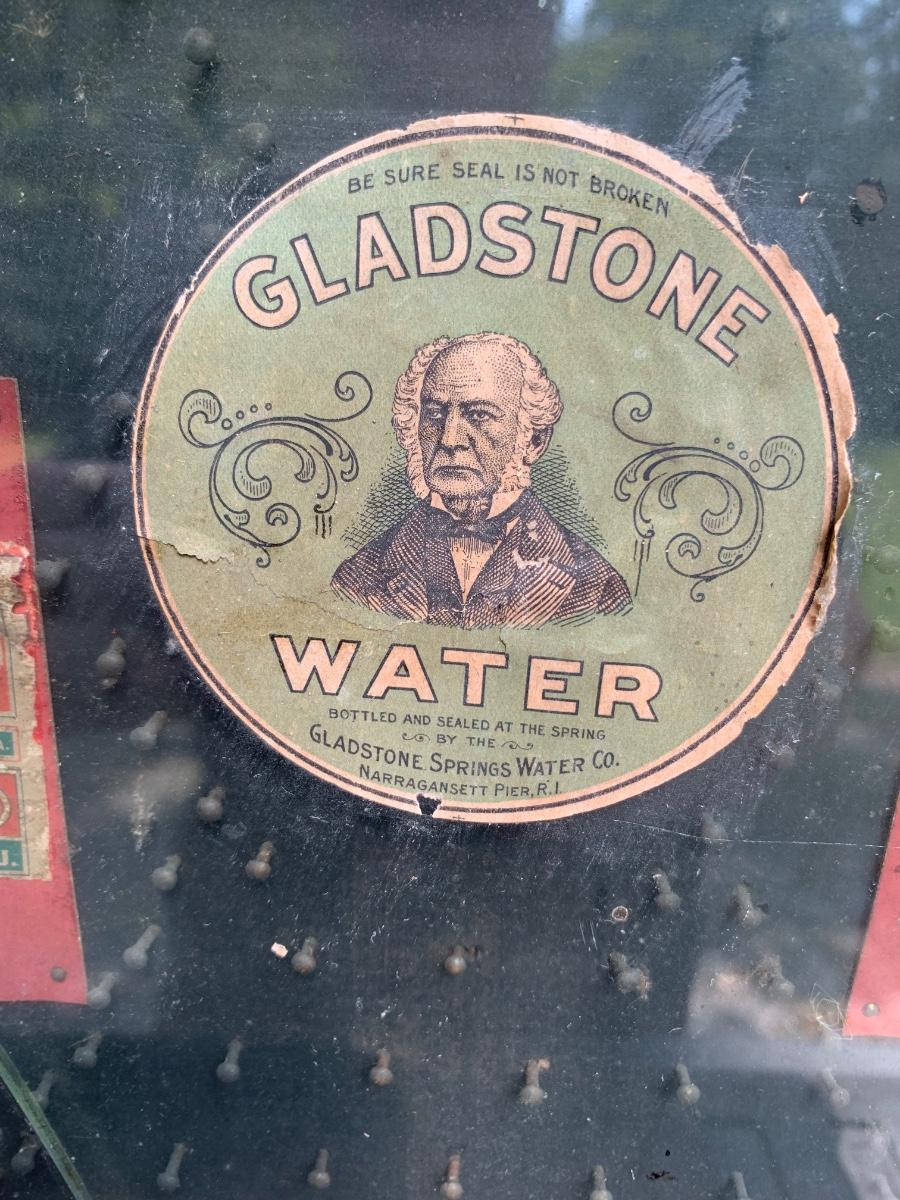 BE SURE SEAL IS NOT BROKEN
GLADSTONE
WATER
BOTTLED AND SEALED AT THE SPRING
BY THE
GLADSTONE SPRINGS WATER CO.
NARRAGANSETT PIER, R.I.
A.
J.